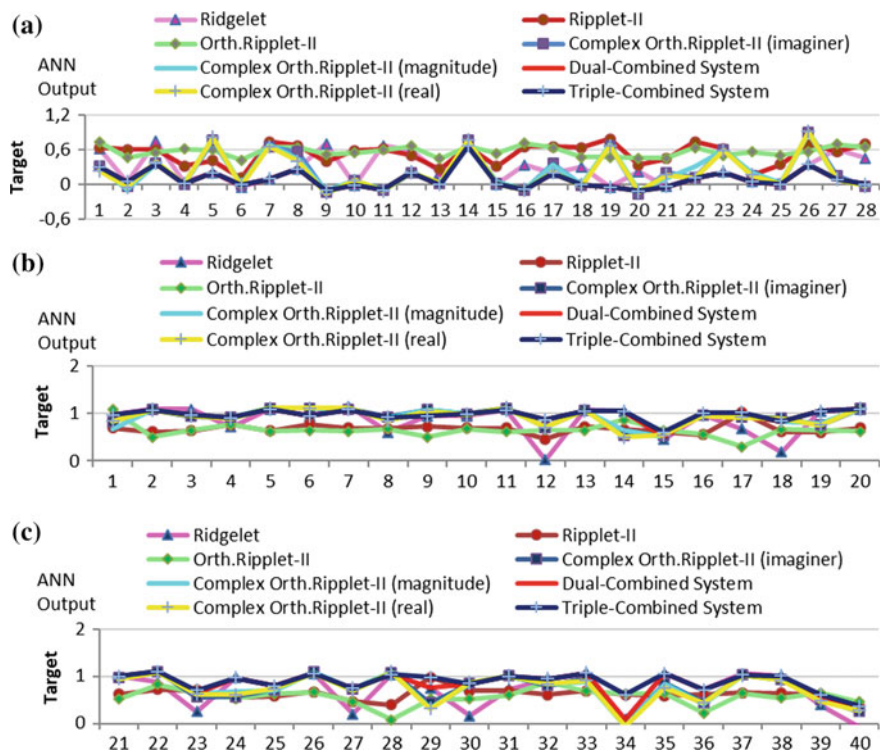 (a)
Ridgelet Ripplet-II
Orth.Ripplet-II Complex Orth.Ripplet-II (imaginer)
Complex Orth.Ripplet-II (magnitude) Dual-Combined System
Complex Orth.Ripplet-II (real) Triple-Combined System
ANN
Output
Target
1,2
0,6
0
-0,6
1 2 3 4 5 6 7 8 9 10 11 12 13 14 15 16 17 18 19 20 21 22 23 24 25 26 27 28
(b)
Ridgelet Ripplet-II
Orth.Ripplet-II Complex Orth.Ripplet-II (imaginer)
Complex Orth.Ripplet-II (magnitude) Dual-Combined System
Complex Orth.Ripplet-II (real) Triple-Combined System
ANN
Output
Target
2
1
0
1 2 3 4 5 6 7 8 9 10 11 12 13 14 15 16 17 18 19 20
(c)
Ridgelet Ripplet-II
Orth.Ripplet-II Complex Orth.Ripplet-II (imaginer)
Complex Orth.Ripplet-II (magnitude) Dual-Combined System
Complex Orth.Ripplet-II (real) Triple-Combined System
ANN
Output
Target
2
1
0
21 22 23 24 25 26 27 28 29 30 31 32 33 34 35 36 37 38 39 40